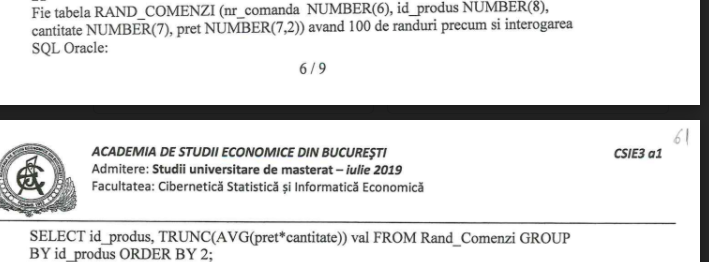 Fie tabela RAND_COMENZI (nr_comanda NUMBER(6), id_produs NUMBER(8),
cantitate NUMBER(7), pret NUMBER(7,2)) avand 100 de randuri precum si interogarea
SQL Oracle:
6/9
61
ACADEMIA DE STUDII ECONOMICE DIN BUCUREŞTI
CSIE3 a1
Admitere: Studii universitare de masterat – iulie 2019
Facultatea: Cibernetică Statistică și Informatică Economică
SELECT id_produs, TRUNC(AVG(pret*cantitate)) val FROM Rand_Comenzi GROUP
BY id_produs ORDER BY 2;